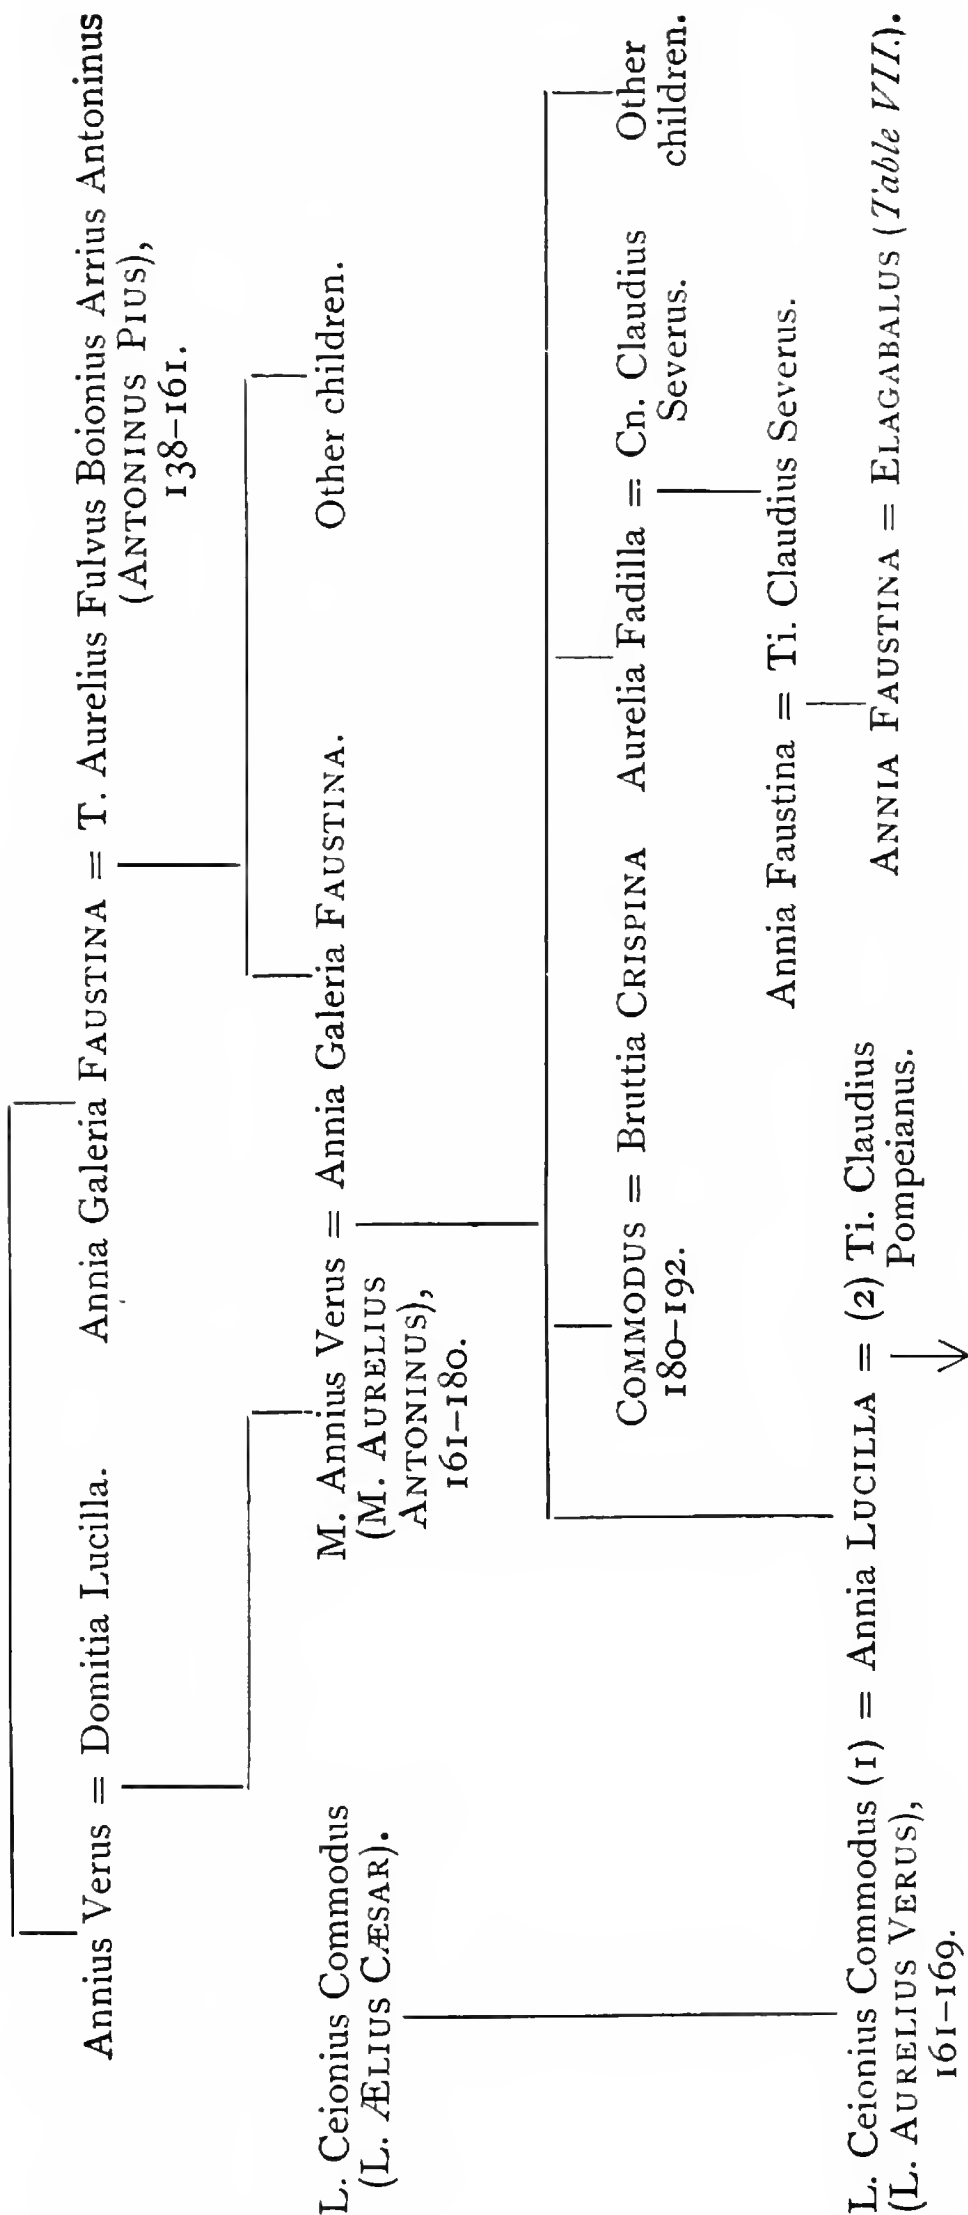 Annius Verus = Domitia Lucilla.
Annia Galeria FAUSTINA = T. Aurelius Fulvus Boionius Arrius Antoninus
(ANTONINUS PIUS),
138–161.
L. Ceionius Commodus
(L. ÆLIUS CÆSAR).
M. Annius Verus = Annia Galeria FAUSTINA.
(M. AURELIUS
ANTONINUS),
161–180.
Other children.
COMMODUS = Bruttia CRISPINA
180–192.
Aurelia Fadilla = Cn. Claudius
Severus.
Other
children.
Annia Faustina = Ti. Claudius Severus.
L. Ceionius Commodus (1) = Annia LUCILLA = (2) Ti. Claudius
(L. AURELIUS VERUS),
161–169.
Pompeianus.
ANNIA FAUSTINA = ELAGABALUS (Table VII.).